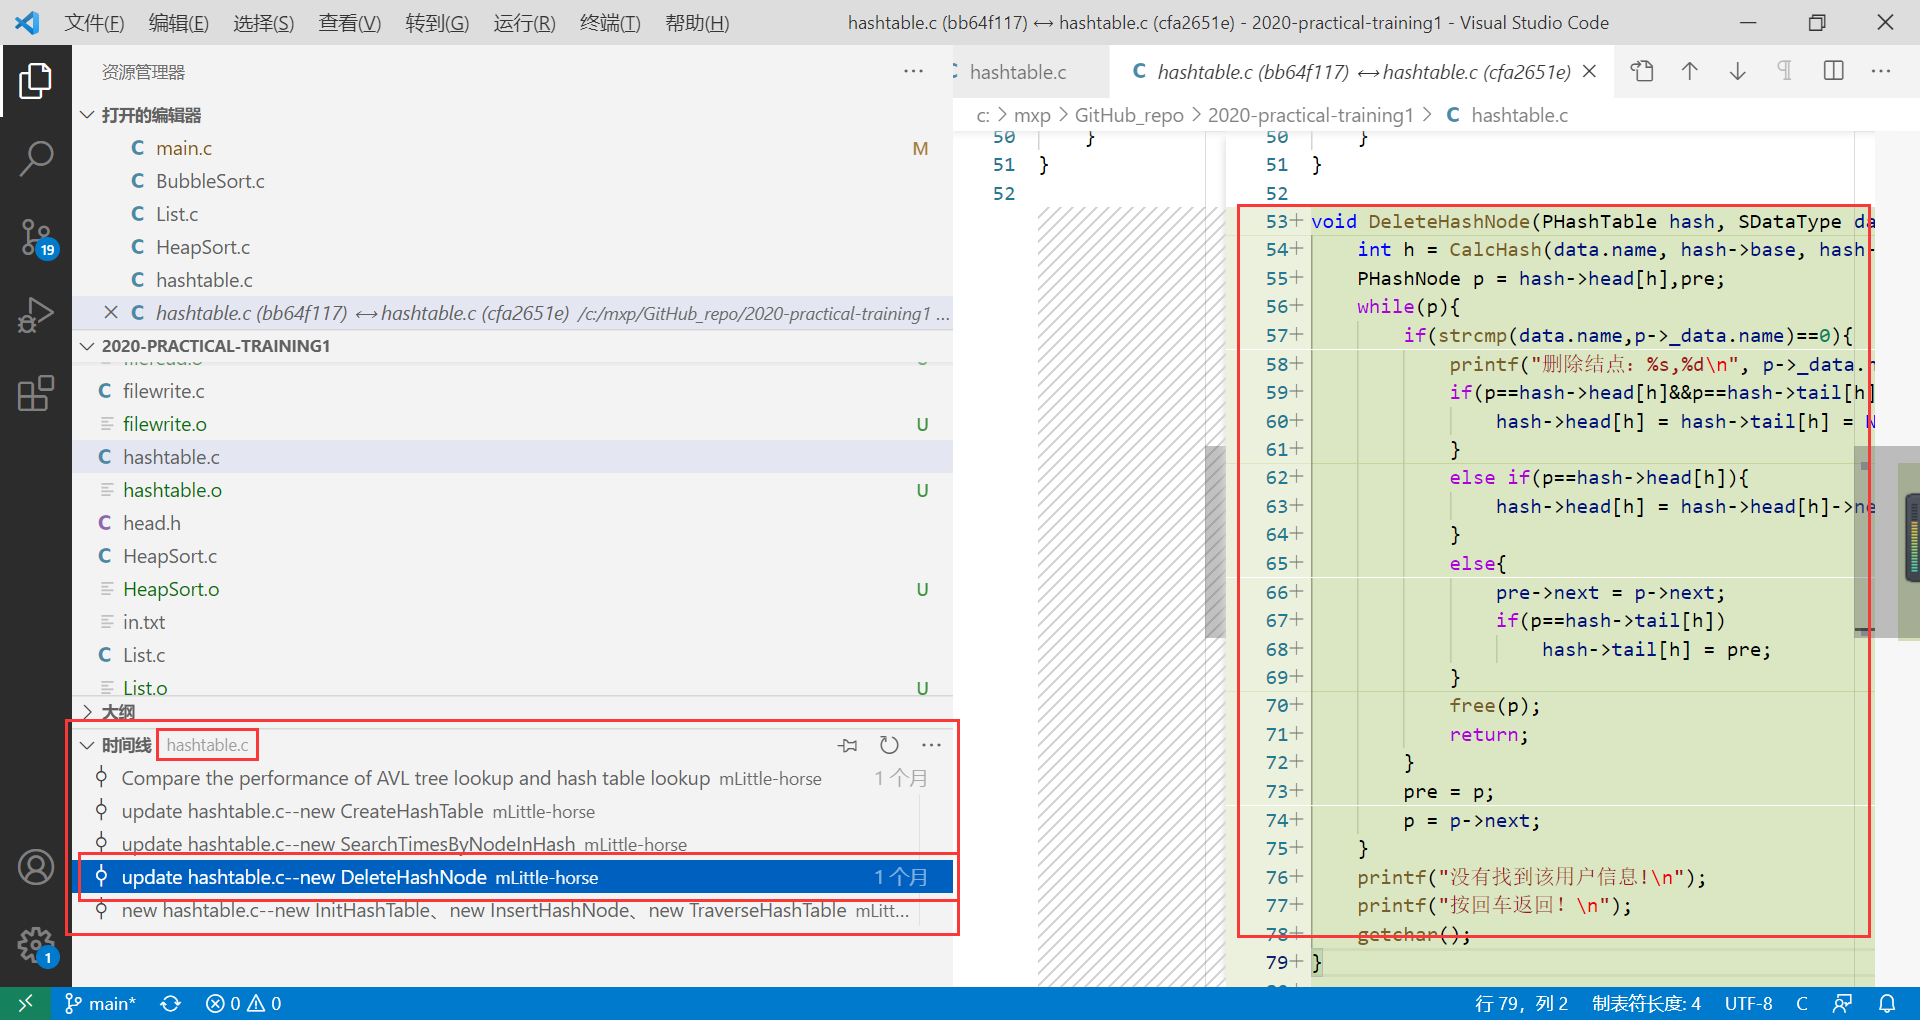 文件(F) 编辑(E) 选择(S) 查看(V) 转到(G) 运行(R) 终端(T) 帮助(H) hashtable.c (bb64f117) ↔ hashtable.c (cfa2651e) - 2020-practical-training1 - Visual Studio Code
资源管理器
打开的编辑器
C main.c M
C BubbleSort.c
C List.c
C HeapSort.c
C hashtable.c
C hashtable.c (bb64f117) ↔ hashtable.c (cfa2651e) /c:/mxp/GitHub_repo/2020-practical-training1 ...
2020-PRACTICAL-TRAINING1
C filewrite.c
filewrite.o U
C hashtable.c
hashtable.o U
C head.h
C HeapSort.c
HeapSort.o U
in.txt
C List.c
List.o U
大纲
时间线 hashtable.c
Compare the performance of AVL tree lookup and hash table lookup mLittle-horse 1 个月
update hashtable.c--new CreateHashTable mLittle-horse
update hashtable.c--new SearchTimesByNodeInHash mLittle-horse
update hashtable.c--new DeleteHashNode mLittle-horse 1 个月
new hashtable.c--new InitHashTable、new InsertHashNode、new TraverseHashTable mLitt...
19
1
hashtable.c
C hashtable.c (bb64f117) ↔ hashtable.c (cfa2651e)
c: > mxp > GitHub_repo > 2020-practical-training1 > C hashtable.c
50 }
51 }
52
50 }
51 }
52
53+ void DeleteHashNode(PHashTable hash, SDataType da
54+ int h = CalcHash(data.name, hash->base, hash-
55+ PHashNode p = hash->head[h],pre;
56+ while(p){
57+ if(strcmp(data.name,p->_data.name)==0){
58+ printf("删除结点: %s,%d\n", p->_data.
59+ if(p==hash->head[h]&&p==hash->tail[h]
60+ hash->head[h] = hash->tail[h] = N
61+ }
62+ else if(p==hash->head[h]){
63+ hash->head[h] = hash->head[h]->ne
64+ }
65+ else{
66+ pre->next = p->next;
67+ if(p==hash->tail[h])
68+ hash->tail[h] = pre;
69+ }
70+ free(p);
71+ return;
72+ }
73+ pre = p;
74+ p = p->next;
75+ }
76+ printf("没有找到该用户信息!\n");
77+ printf("按回车返回! \n");
78+ getchar();
79+ }
main* 0 0 行 79, 列 2 制表符长度: 4 UTF-8 C